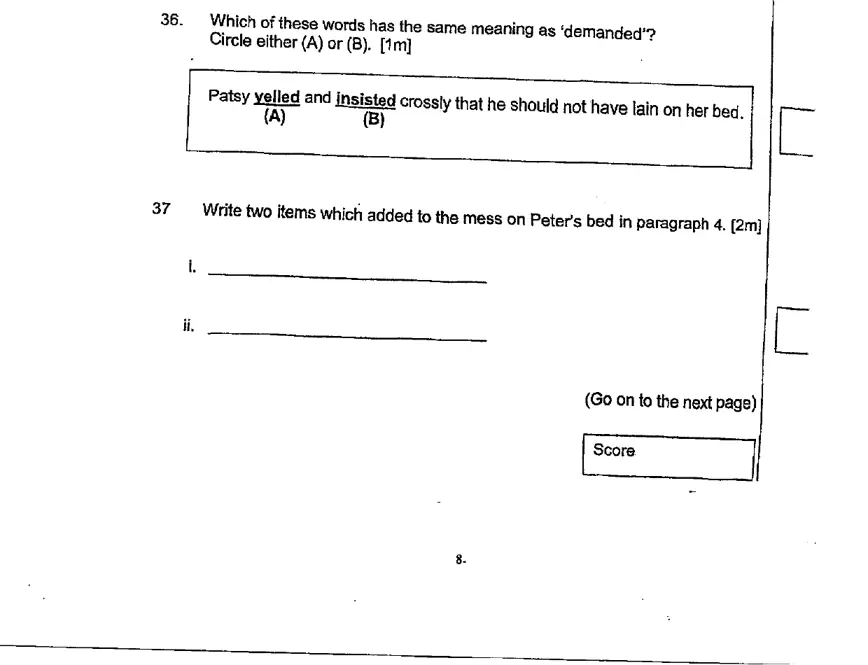 36. Which of these words has the same meaning as 'demanded'?
Circle either (A) or (B). [1m]
Patsy yelled and insisted crossly that he should not have lain on her bed.
(A) (B)
37 Write two items which added to the mess on Peter's bed in paragraph 4. [2m]
i.
ii.
(Go on to the next page)
Score
8-